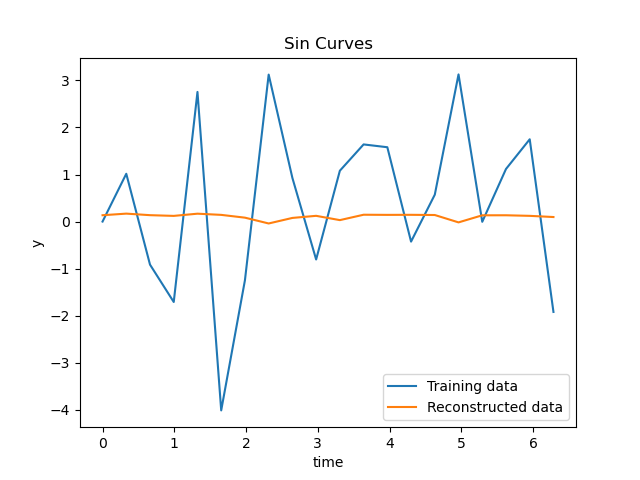 Sin Curves
3
2
1
0
−1
−2
−3
−4
y
0 1 2 3 4 5 6
time
Training data
Reconstructed data